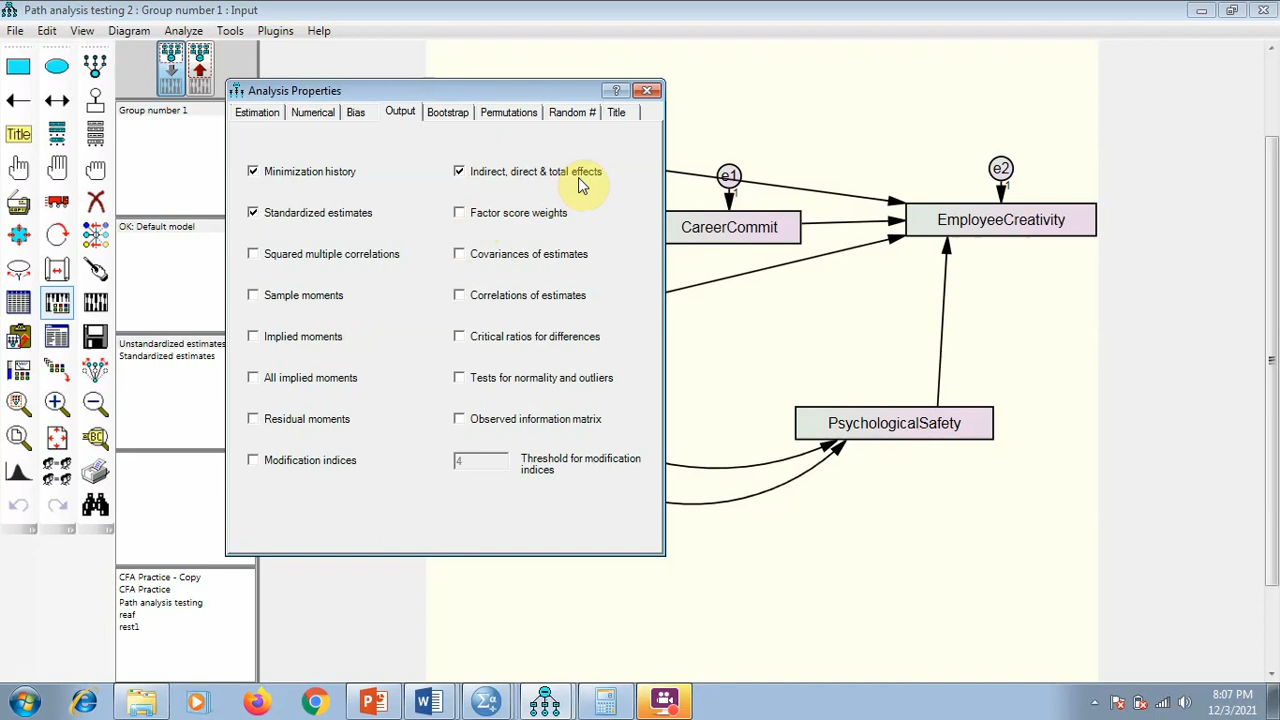 Path analysis testing 2 : Group number 1 : Input
File Edit View Diagram Analyze Tools Plugins Help
Title
Group number 1
OK: Default model
Unstandardized estimates
Standardized estimates
CFA Practice - Copy
CFA Practice
Path analysis testing
reaf
rest1
Analysis Properties
Estimation Numerical Bias Output Bootstrap Permutations Random # Title
Minimization history
Indirect, direct & total effects
Standardized estimates
Factor score weights
Squared multiple correlations
Covariances of estimates
Sample moments
Correlations of estimates
Implied moments
Critical ratios for differences
All implied moments
Tests for normality and outliers
Residual moments
Observed information matrix
Modification indices
4
Threshold for modification
indices
e1
1
CareerCommit
e2
1
EmployeeCreativity
PsychologicalSafety
8:07 PM
12/3/2021